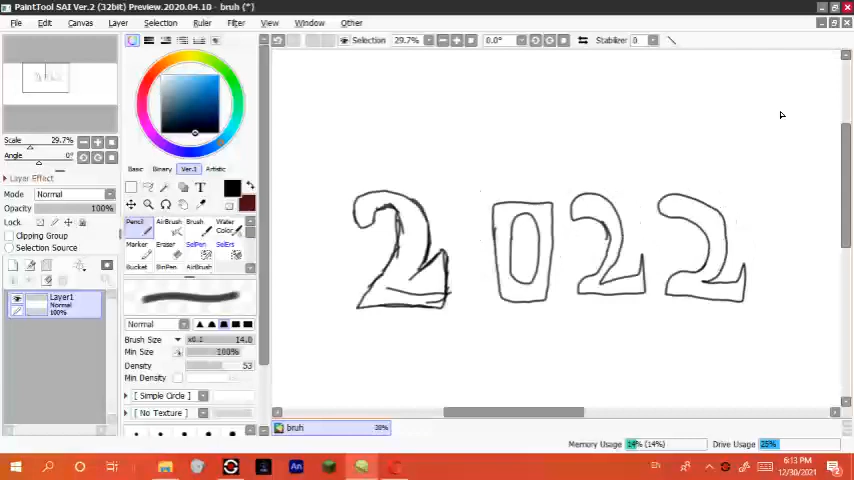 PaintTool SAI Ver.2 (32bit) Preview.2020.04.10 - bruh (*)
File Edit Canvas Layer Selection Ruler Filter View Window Other
Selection 29.7% 0.0° Stabilizer 0
Scale 29.7%
Angle 0°
Layer Effect
Mode Normal
Opacity 100%
Lock
Clipping Group
Selection Source
Layer1
Normal
100%
Basic Binary Ver.1 Artistic
T
Pencil AirBrush Brush Water Color
Marker Eraser SelPen SelErs
Bucket BinPen AirBrush
Normal
Brush Size x0.1 14.0
Min Size 100%
Density 53
Min Density
[ Simple Circle ]
[ No Texture ]
2022
bruh 30%
Memory Usage 14% (14%) Drive Usage 25%
An EN 6:13 PM
12/30/2021
2